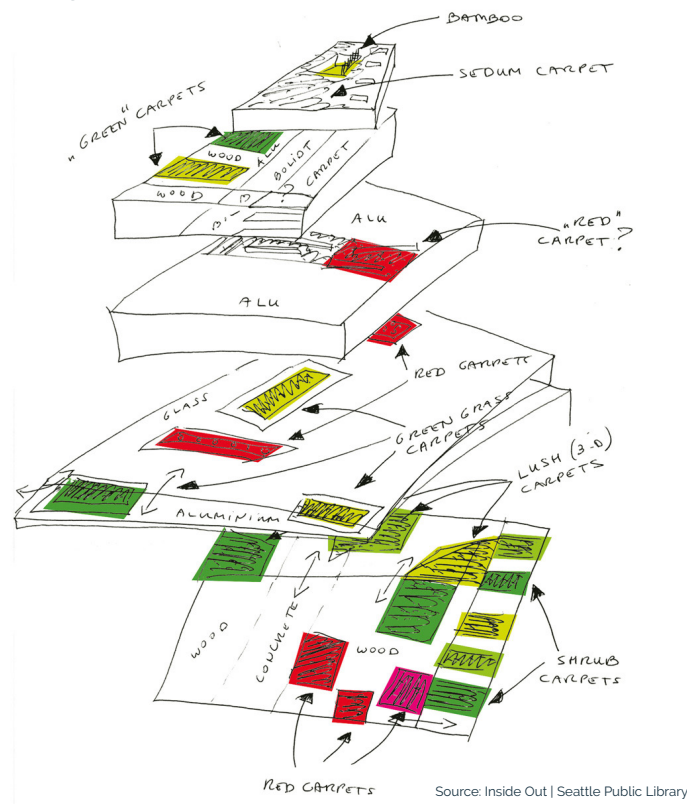 BAMBOO
SEDUM CARPET
„GREEN" CARPETS
WOOD
ALU
BOLIDT
CARPET
WOOD
?
ALU
„RED"
CARPET?
ALU
RED CARPETS
GLASS
GREEN GRASS
CARPETS
LUSH (3.D)
CARPETS
ALUMINIUM
WOOD
CONCRETE
WOOD
SHRUB
CARPETS
RED CARPETS
Source: Inside Out | Seattle Public Library